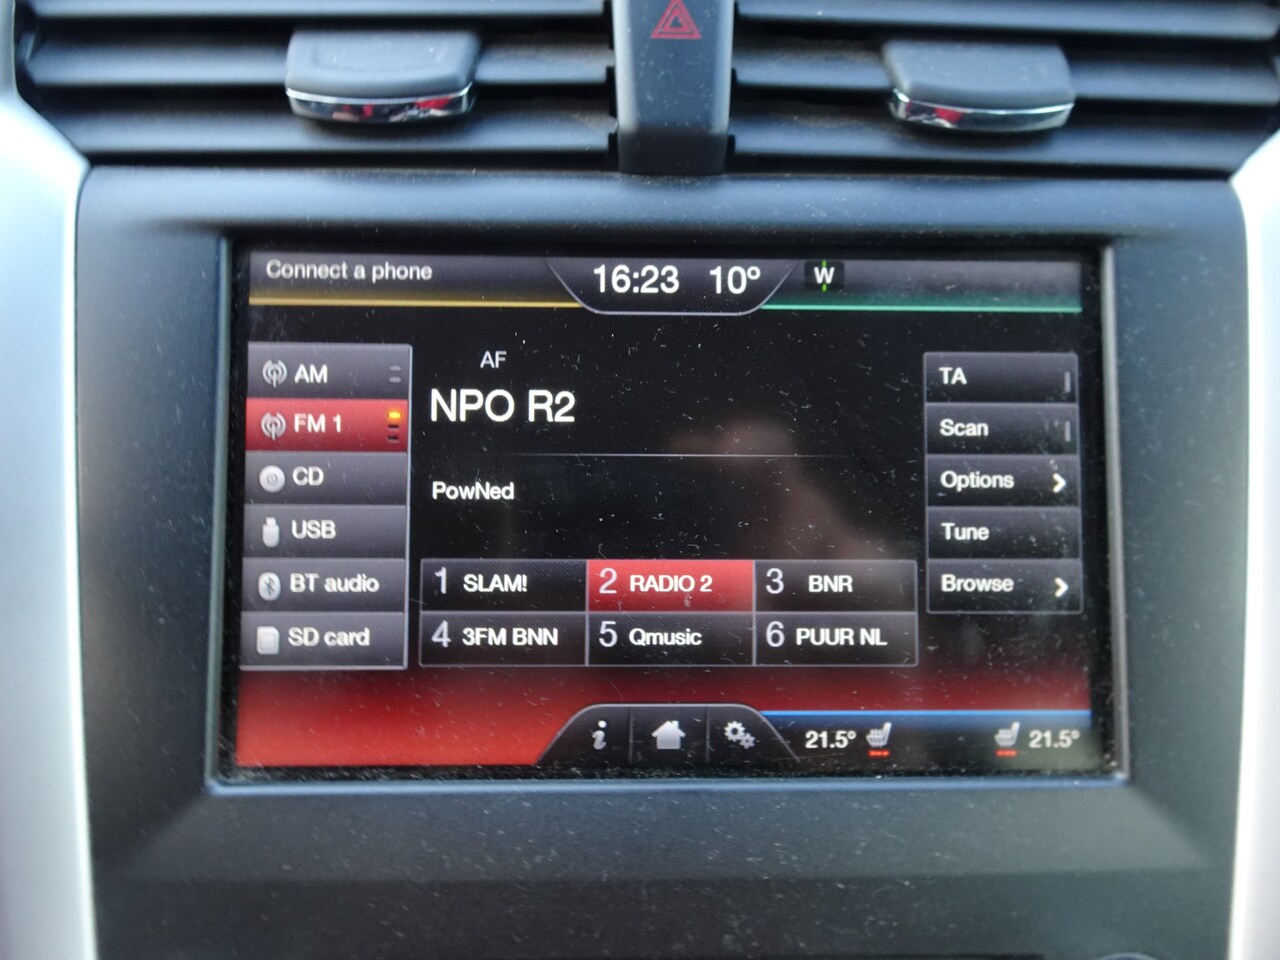 Connect a phone
16:23 10°
W
AM
FM 1
CD
USB
BT audio
SD card
AF
NPO R2
PowNed
1 SLAM!
2 RADIO 2
3 BNR
4 3FM BNN
5 Qmusic
6 PUUR NL
TA
Scan
Options
Tune
Browse
i
21.5°
21.5°